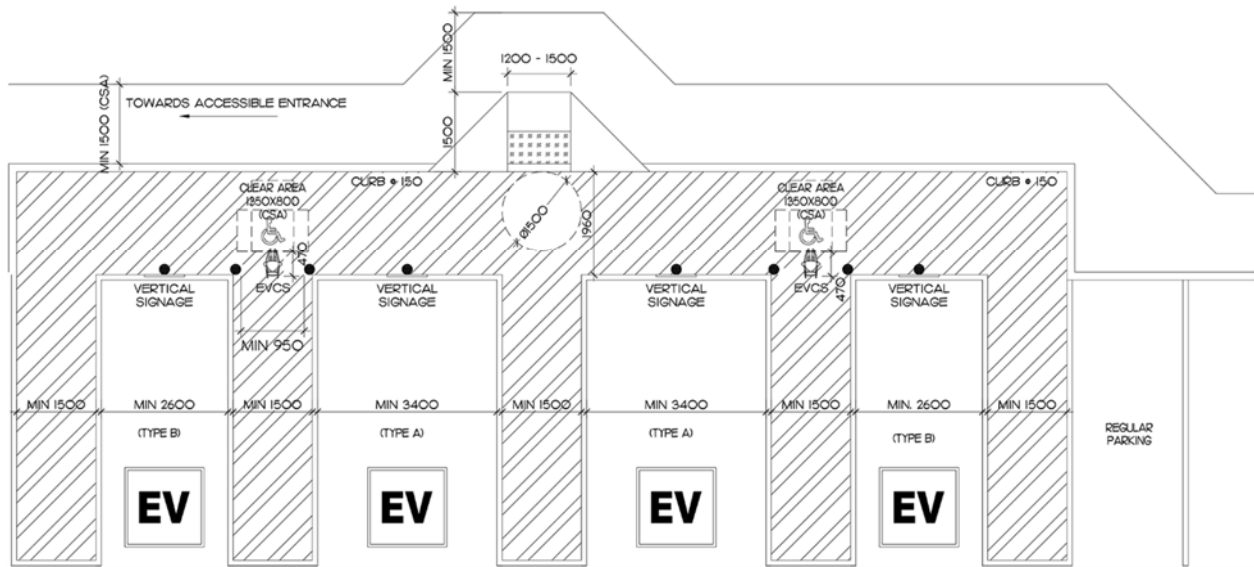 MIN 1500
1200 - 1500
MIN 1500 (CSA)
TOWARDS ACCESSIBLE ENTRANCE
1500
CLEAR AREA
1350X800
(CSA)
CURB @ 150
Ø1500
1960
CLEAR AREA
1350X800
(CSA)
CURB @ 150
470
470
VERTICAL
SIGNAGE
EVCS
VERTICAL
SIGNAGE
VERTICAL
SIGNAGE
EVCS
VERTICAL
SIGNAGE
MIN 950
MIN 1500
MIN 2600
MIN 1500
MIN 3400
MIN 1500
MIN 3400
MIN 1500
MIN. 2600
MIN 1500
(TYPE B)
(TYPE A)
(TYPE A)
(TYPE B)
REGULAR
PARKING
EV
EV
EV
EV